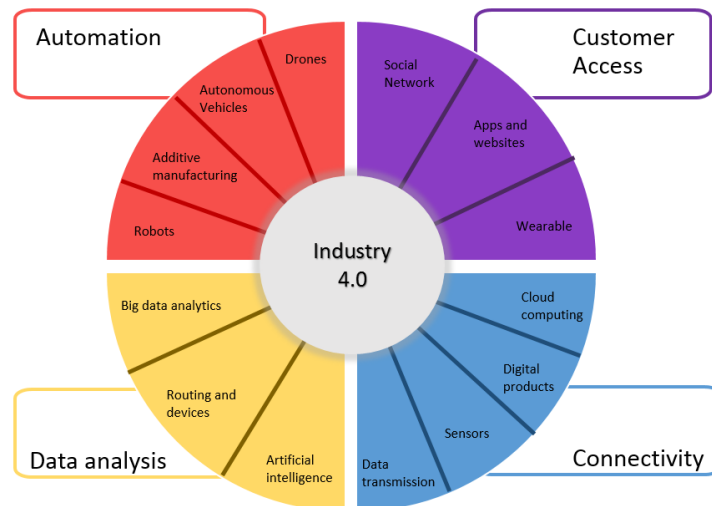 Automation
Customer
Access
Drones
Autonomous
Vehicles
Additive
manufacturing
Robots
Social
Network
Apps and
websites
Wearable
Industry
4.0
Big data analytics
Routing and
devices
Artificial
intelligence
Cloud
computing
Digital
products
Sensors
Data
transmission
Data analysis
Connectivity